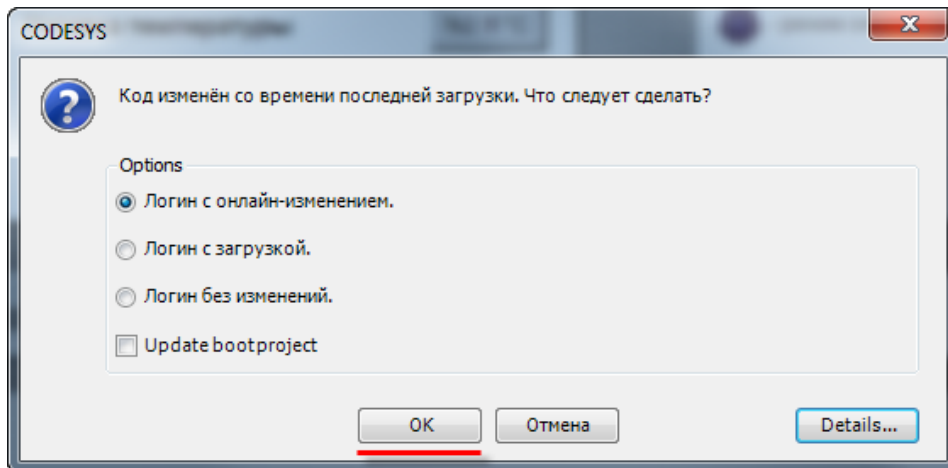 CODESYS
Код изменён со времени последней загрузки. Что следует сделать?
Options
Логин с онлайн-изменением.
Логин с загрузкой.
Логин без изменений.
Update bootproject
OK
Отмена
Details...